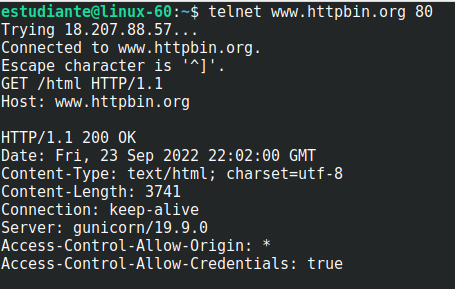 estudiante@linux-60:~$ telnet www.httpbin.org 80
Trying 18.207.88.57...
Connected to www.httpbin.org.
Escape character is '^]'.
GET /html HTTP/1.1
Host: www.httpbin.org

HTTP/1.1 200 OK
Date: Fri, 23 Sep 2022 22:02:00 GMT
Content-Type: text/html; charset=utf-8
Content-Length: 3741
Connection: keep-alive
Server: gunicorn/19.9.0
Access-Control-Allow-Origin: *
Access-Control-Allow-Credentials: true